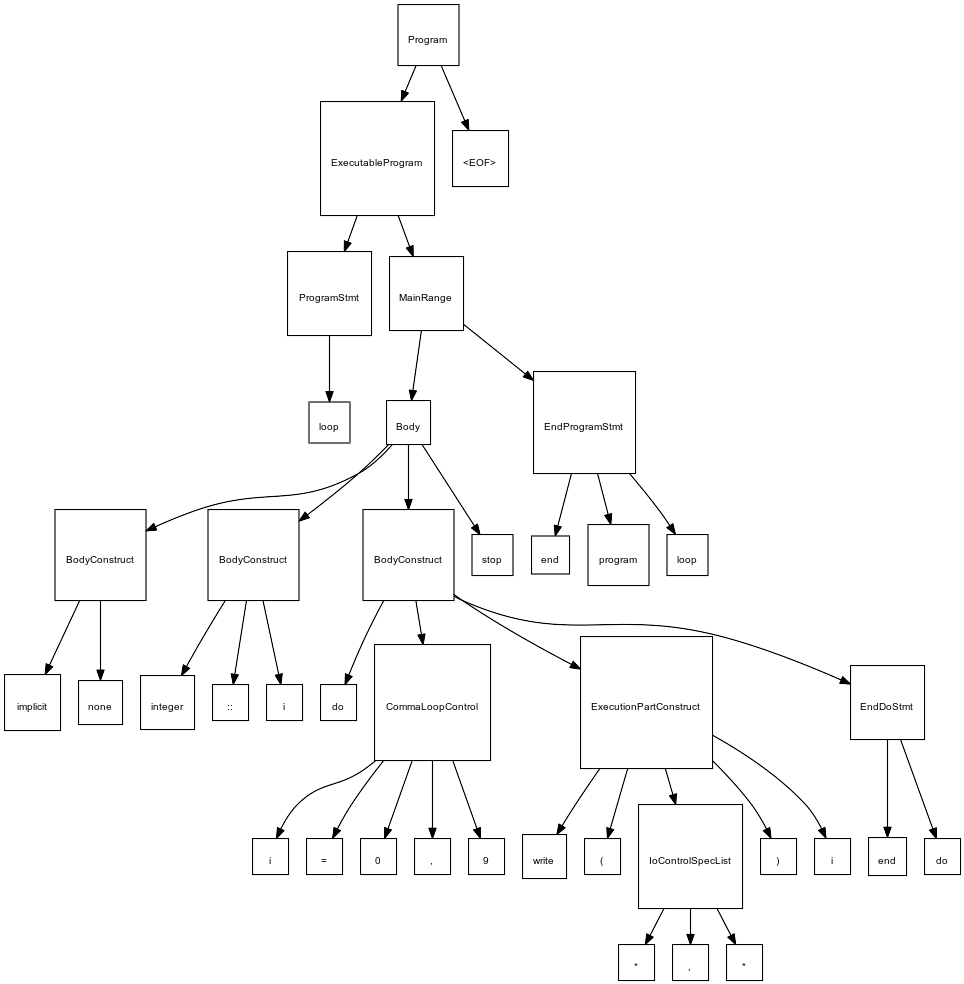 Program
ExecutableProgram
<EOF>
ProgramStmt
MainRange
loop
Body
EndProgramStmt
BodyConstruct
BodyConstruct
BodyConstruct
stop
end
program
loop
implicit
none
integer
::
i
do
CommaLoopControl
ExecutionPartConstruct
EndDoStmt
i
=
0
,
9
write
(
IoControlSpecList
)
i
end
do
*
,
*